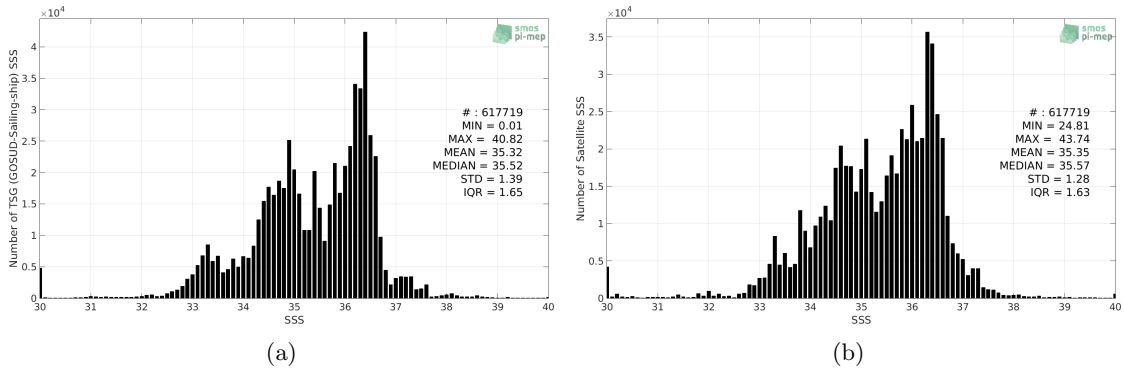 ×10⁴
4
3.5
3
2.5
2
1.5
1
0.5
0
Number of TSG (GOSUD-Sailing-ship) SSS
30 31 32 33 34 35 36 37 38 39 40
SSS
smos
pi-mep
# : 617719
MIN = 0.01
MAX = 40.82
MEAN = 35.32
MEDIAN = 35.52
STD = 1.39
IQR = 1.65
(a)
×10⁴
3.5
3
2.5
2
1.5
1
0.5
0
Number of Satellite SSS
30 31 32 33 34 35 36 37 38 39 40
SSS
smos
pi-mep
# : 617719
MIN = 24.81
MAX = 43.74
MEAN = 35.35
MEDIAN = 35.57
STD = 1.28
IQR = 1.63
(b)